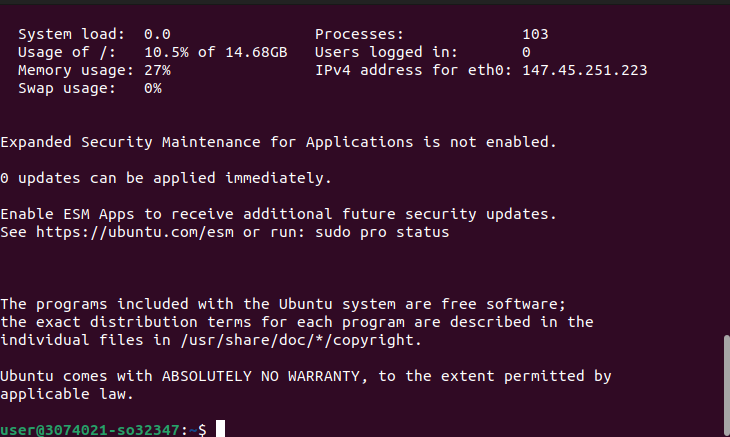 System load:  0.0                Processes:             103
Usage of /:   10.5% of 14.68GB   Users logged in:       0
Memory usage: 27%                IPv4 address for eth0: 147.45.251.223
Swap usage:   0%
Expanded Security Maintenance for Applications is not enabled.
0 updates can be applied immediately.
Enable ESM Apps to receive additional future security updates.
See https://ubuntu.com/esm or run: sudo pro status
The programs included with the Ubuntu system are free software;
the exact distribution terms for each program are described in the
individual files in /usr/share/doc/*/copyright.
Ubuntu comes with ABSOLUTELY NO WARRANTY, to the extent permitted by
applicable law.
user@3074021-so32347:~$